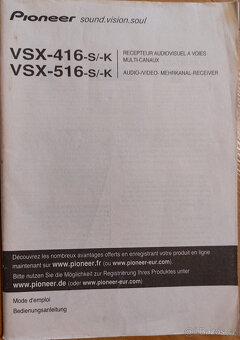 Pioneer sound.vision.soul
VSX-416-S/-K
VSX-516-S/-K
RECEPTEUR AUDIOVISUEL A VOIES
MULTI-CANAUX
AUDIO-/VIDEO- MEHRKANAL-RECEIVER
Découvrez les nombreux avantages offerts en enregistrant votre produit en ligne
maintenant sur www.pioneer.fr (ou www.pioneer-eur.com).
Bitte nutzen Sie die Möglichkeit zur Registrierung Ihres Produktes unter
www.pioneer.de (oder www.pioneer-eur.com)
Mode d'emploi
Bedienungsanleitung